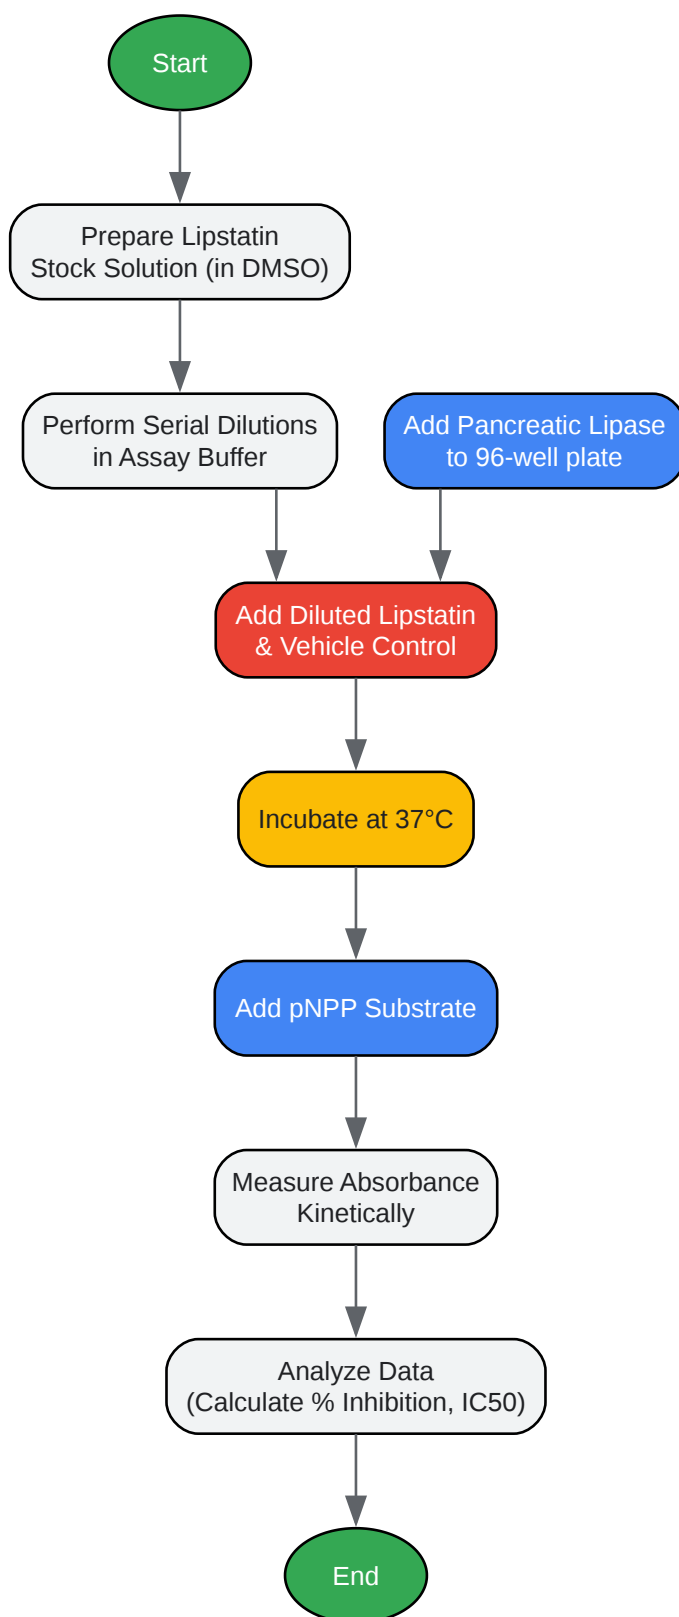 Start
Prepare Lipstatin
Stock Solution (in DMSO)
Perform Serial Dilutions
in Assay Buffer
Add Pancreatic Lipase
to 96-well plate
Add Diluted Lipstatin
& Vehicle Control
Incubate at 37°C
Add pNPP Substrate
Measure Absorbance
Kinetically
Analyze Data
(Calculate % Inhibition, IC50)
End